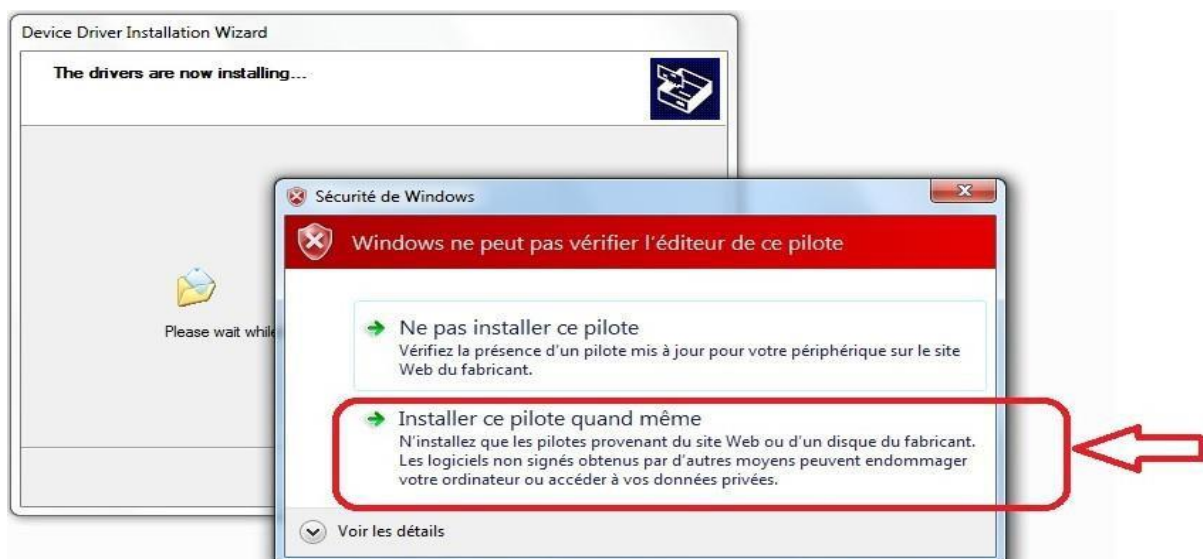 Device Driver Installation Wizard
The drivers are now installing...
Please wait while
Sécurité de Windows
Windows ne peut pas vérifier l'éditeur de ce pilote
Ne pas installer ce pilote
Vérifiez la présence d'un pilote mis à jour pour votre périphérique sur le site
Web du fabricant.
Installer ce pilote quand même
N'installez que les pilotes provenant du site Web ou d'un disque du fabricant.
Les logiciels non signés obtenus par d'autres moyens peuvent endommager
votre ordinateur ou accéder à vos données privées.
Voir les détails